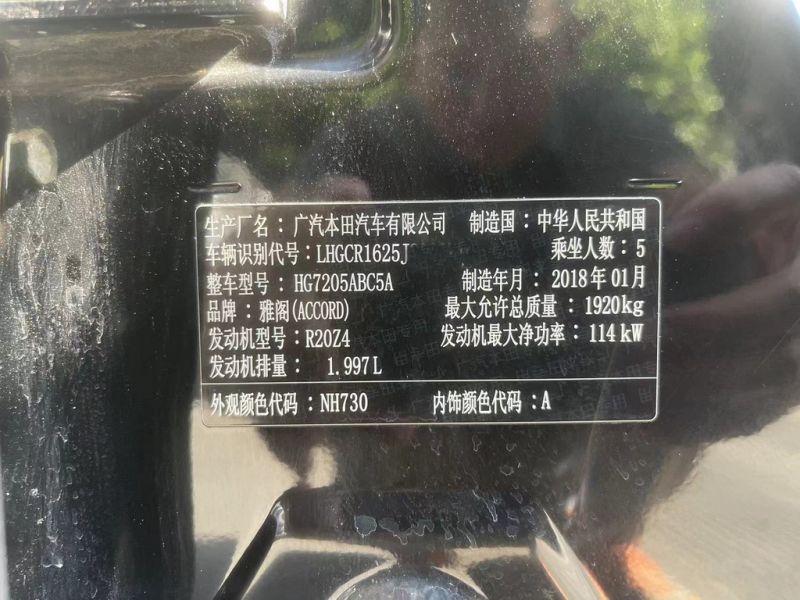 生产厂名：广汽本田汽车有限公司 制造国：中华人民共和国
车辆识别代号：LHGCR1625J 乘坐人数：5
整车型号：HG7205ABC5A 制造年月：2018年01月
品牌：雅阁(ACCORD) 最大允许总质量：1920kg
发动机型号：R20Z4 发动机最大净功率：114kW
发动机排量：1.997L
外观颜色代码：NH730 内饰颜色代码：A